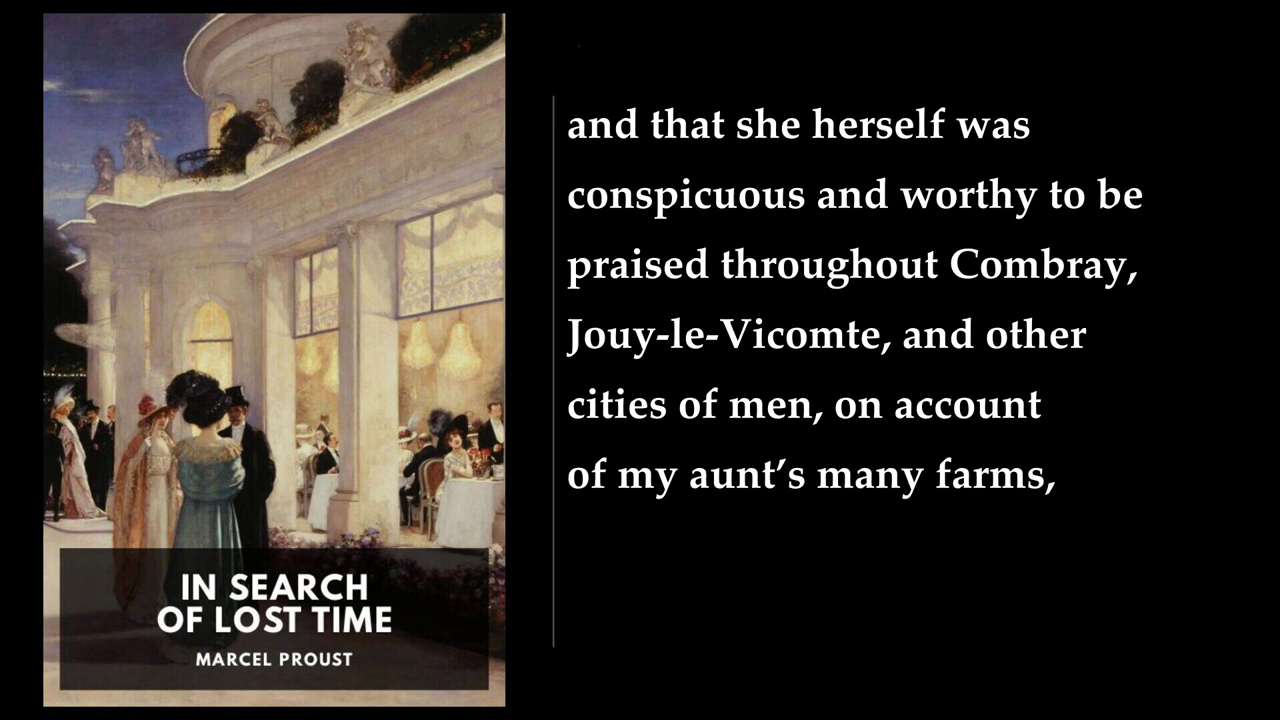 and that she herself was
conspicuous and worthy to be
praised throughout Combray,
Jouy-le-Vicomte, and other
cities of men, on account
of my aunt’s many farms,
IN SEARCH
OF LOST TIME
MARCEL PROUST